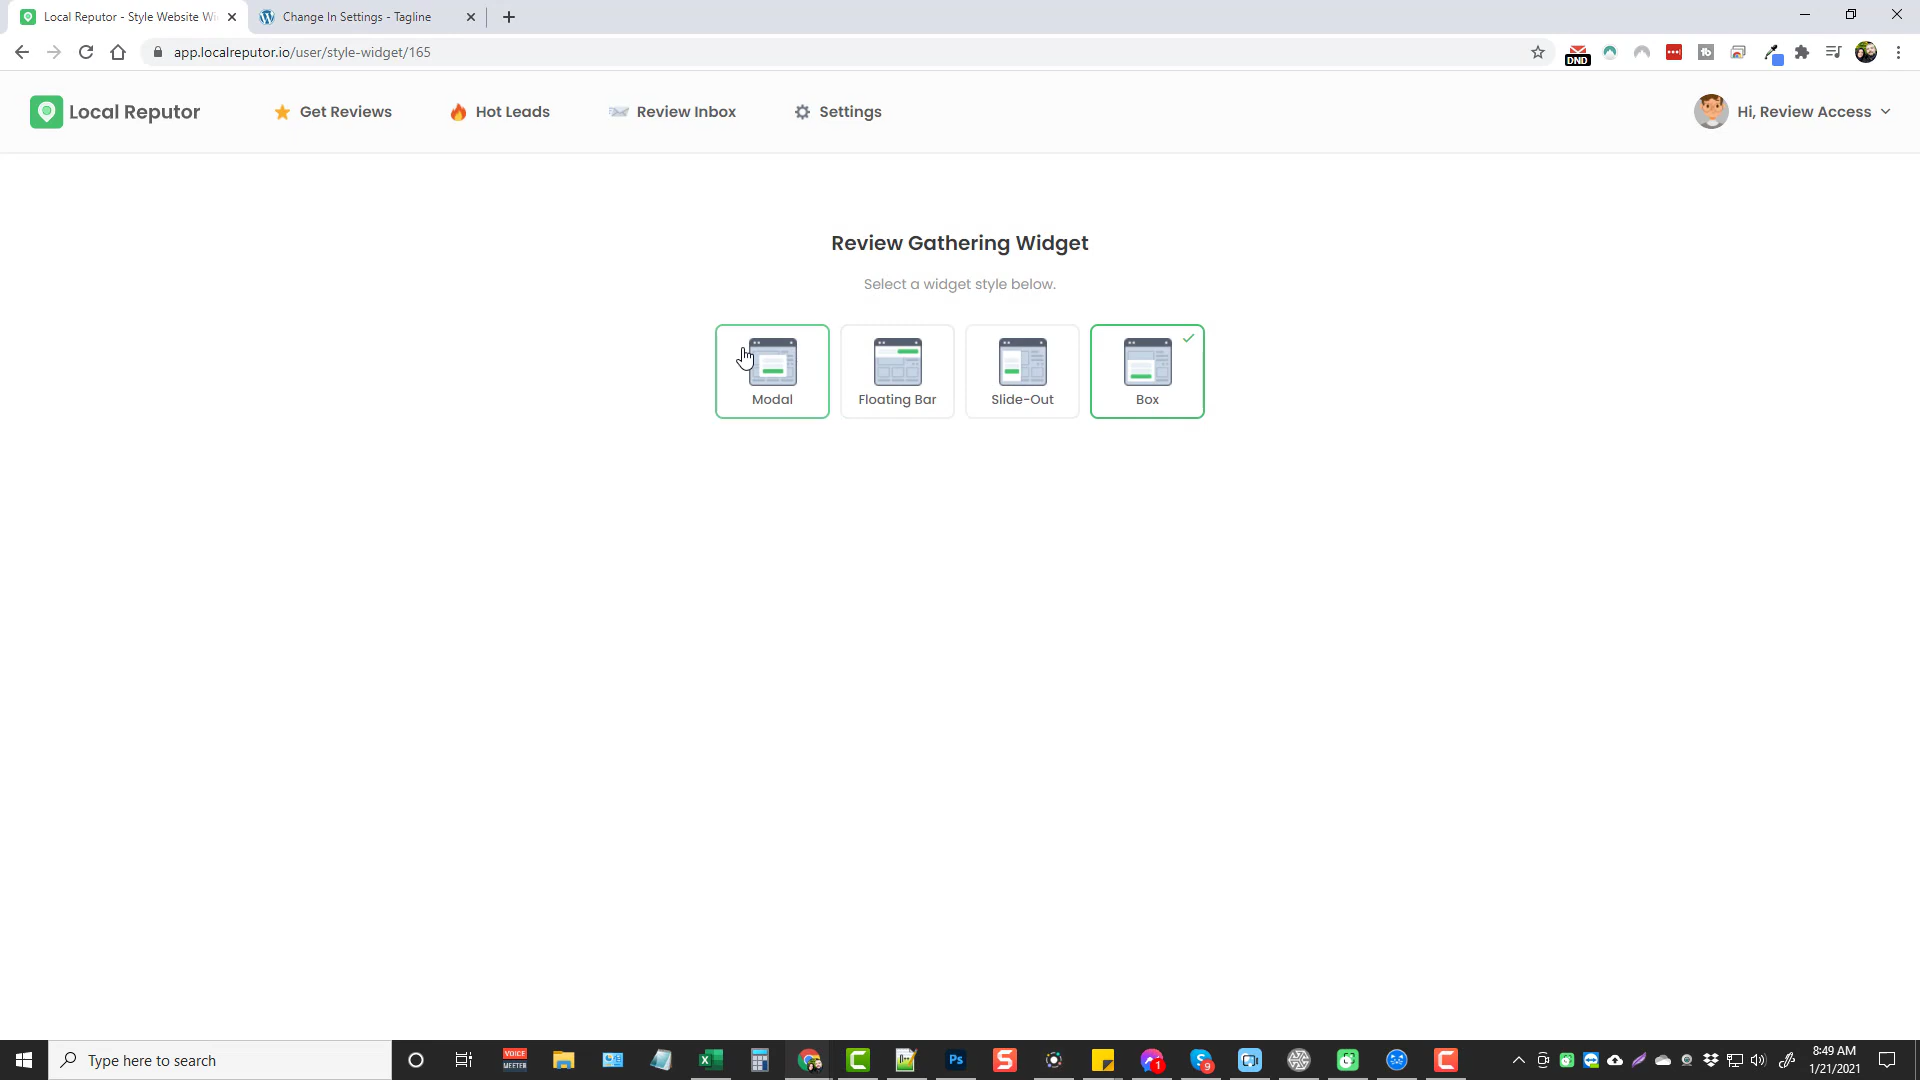 Local Reputor - Style Website Wi
Change In Settings - Tagline
app.localreputor.io/user/style-widget/165
DND
Local Reputor
Get Reviews
Hot Leads
Review Inbox
Settings
Hi, Review Access
Review Gathering Widget
Select a widget style below.
Modal
Floating Bar
Slide-Out
Box
Type here to search
VOICE
MEETER
Ps
1
9
8:49 AM
1/21/2021